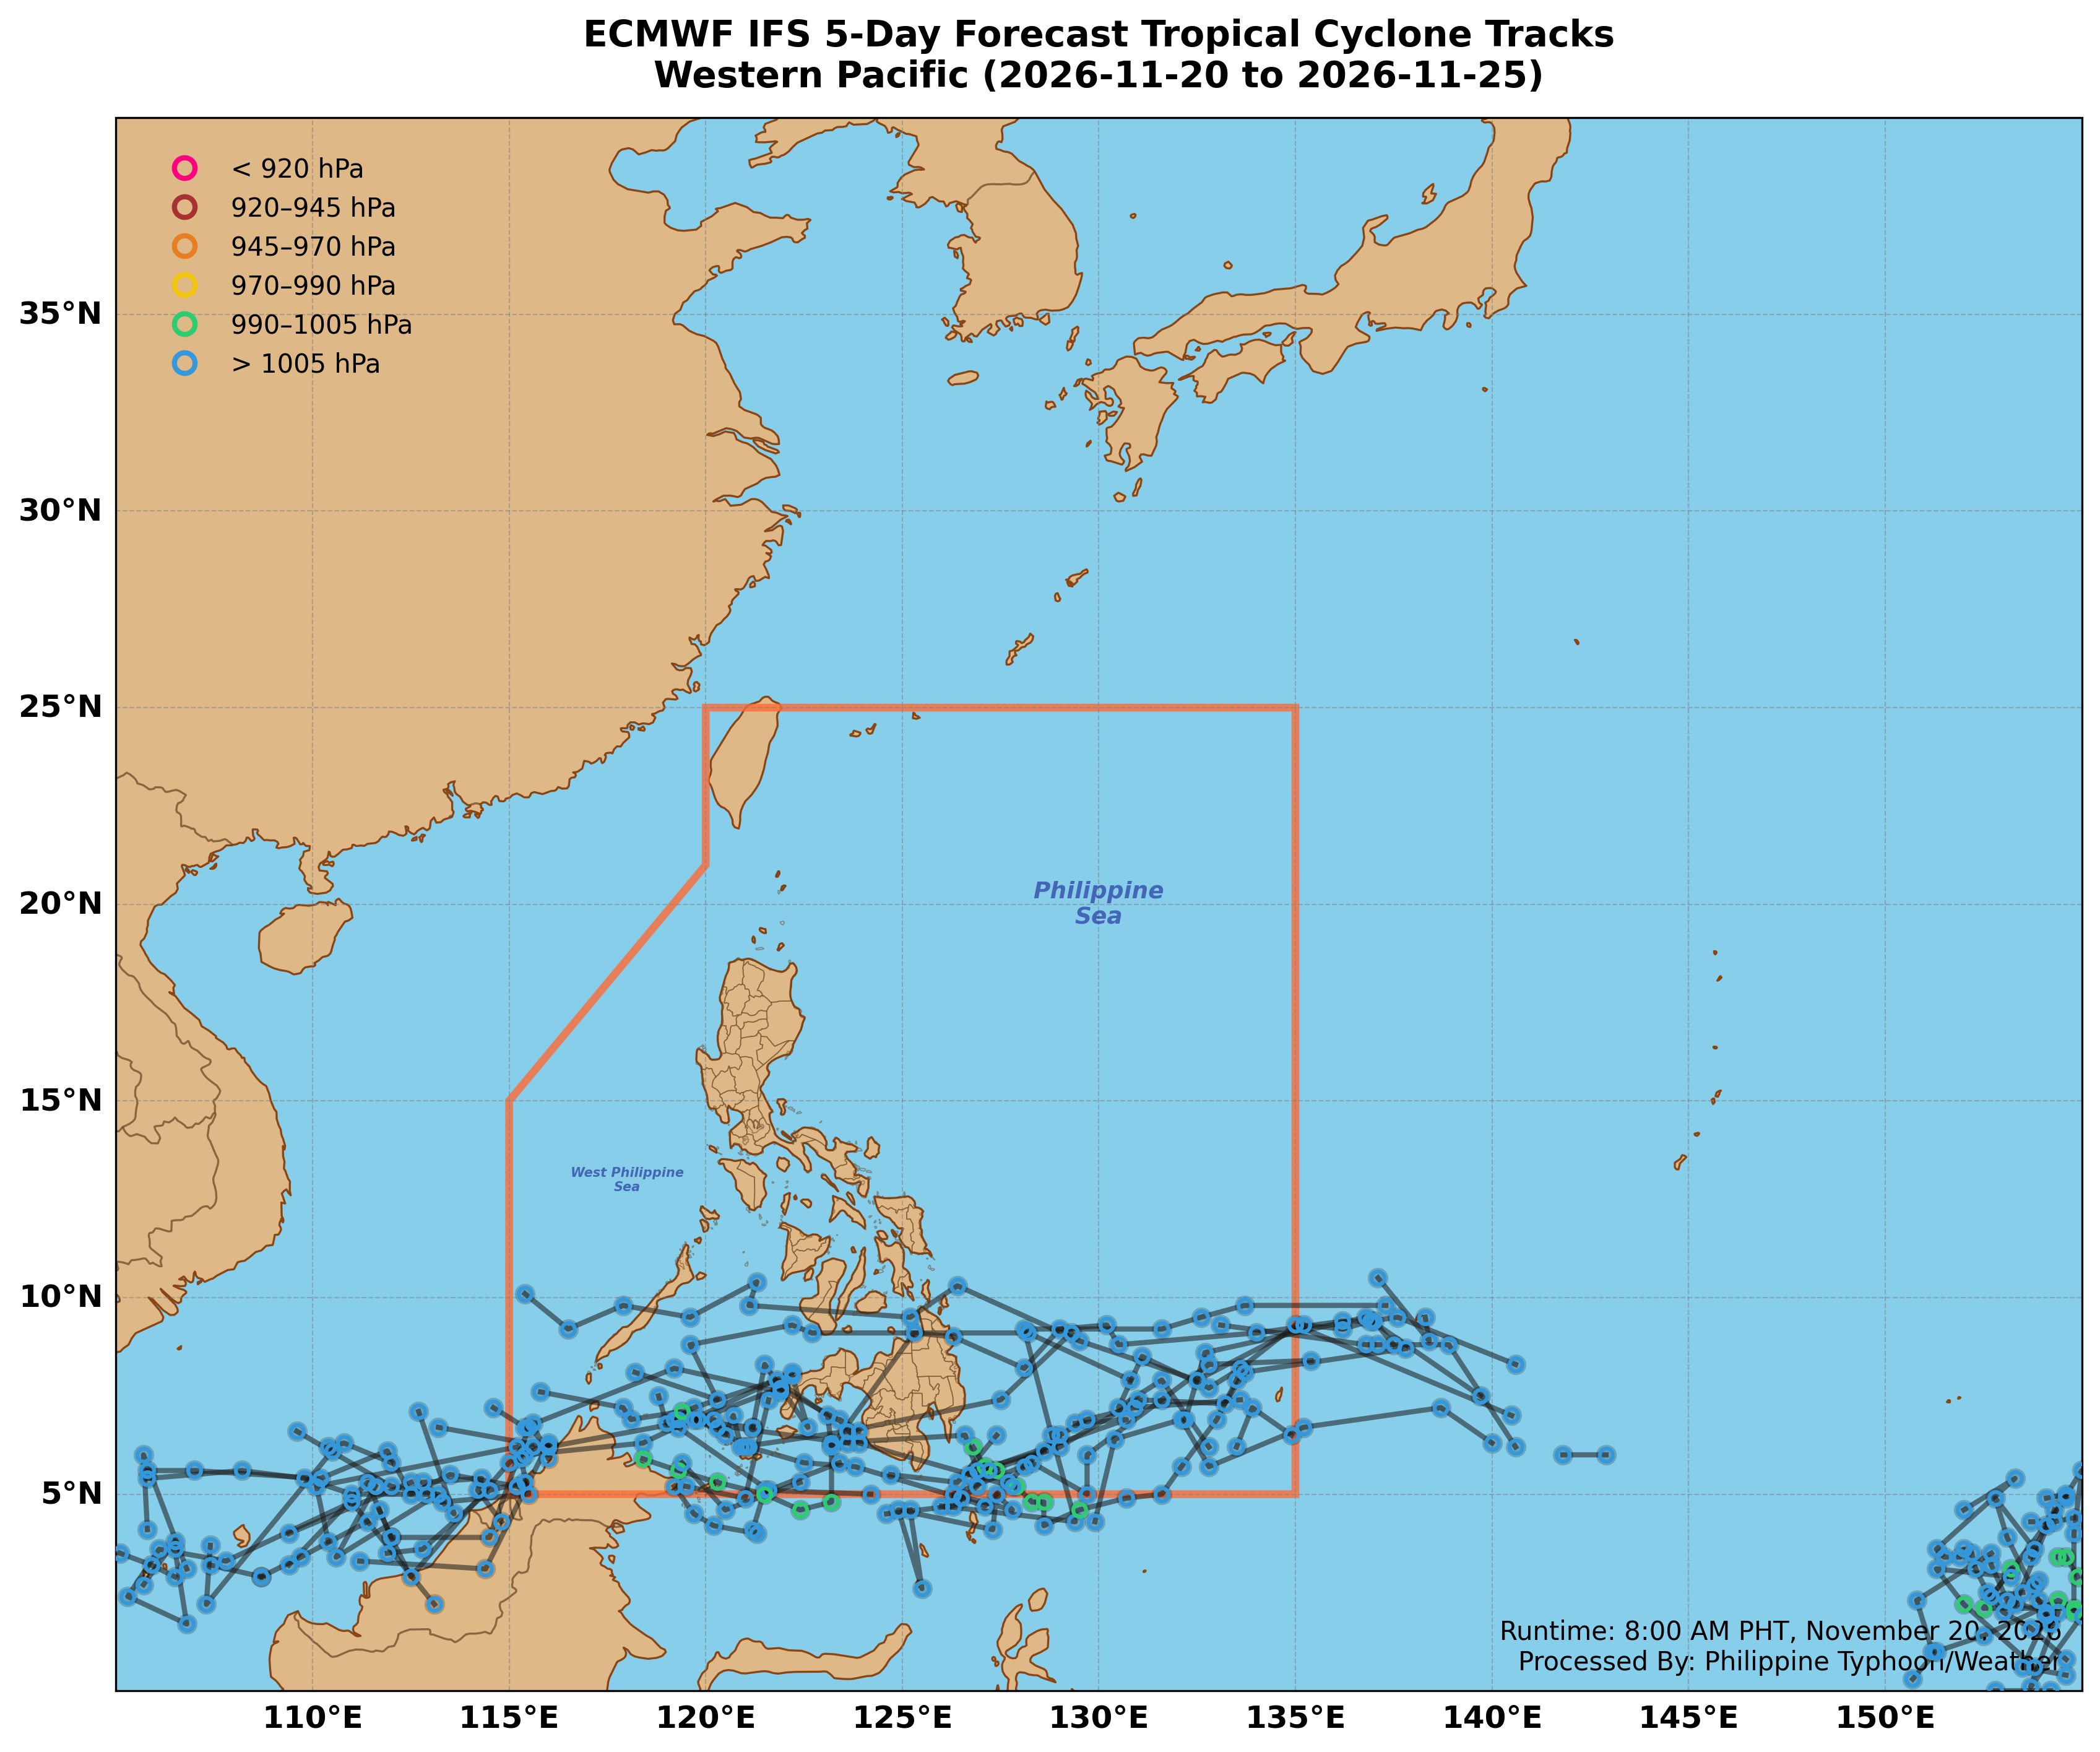 ECMWF IFS 5-Day Forecast Tropical Cyclone Tracks
Western Pacific (2026-11-20 to 2026-11-25)
< 920 hPa
920–945 hPa
945–970 hPa
970–990 hPa
990–1005 hPa
> 1005 hPa
35°N
30°N
25°N
20°N
15°N
10°N
5°N
Philippine
Sea
West Philippine
Sea
Runtime: 8:00 AM PHT, November 20, 2026
Processed By: Philippine Typhoon/Weather
110°E
115°E
120°E
125°E
130°E
135°E
140°E
145°E
150°E